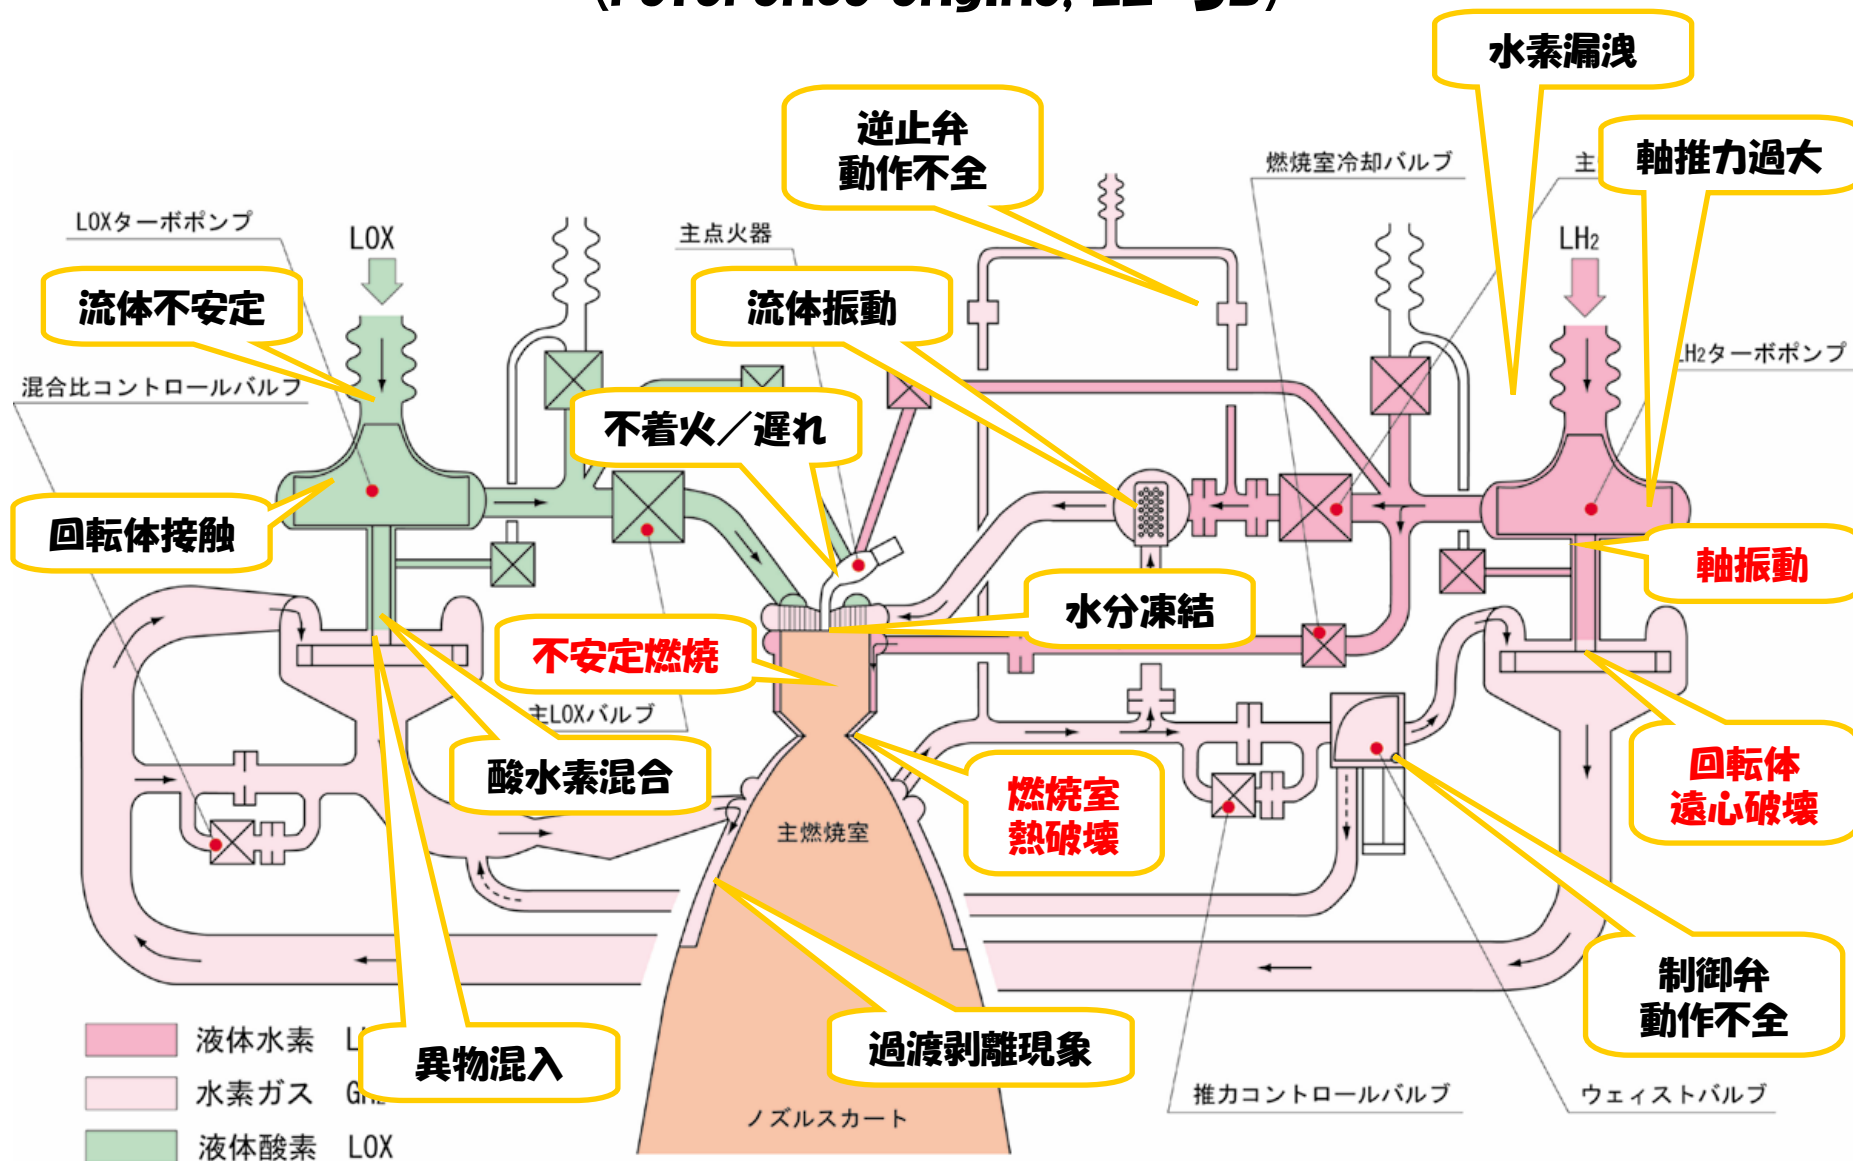 水素漏洩
逆止弁
動作不全
燃焼室冷却バルブ
主
軸推力過大
LOXターボポンプ
LOX
主点火器
LH₂
流体不安定
流体振動
LH₂ターボポンプ
混合比コントロールバルブ
不着火／遅れ
回転体接触
軸振動
水分凍結
不安定燃焼
主LOXバルブ
酸水素混合
燃焼室
熱破壊
回転体
遠心破壊
主燃焼室
制御弁
動作不全
液体水素 L
異物混入
過渡剥離現象
水素ガス GH₂
推力コントロールバルブ
ウェイストバルブ
ノズルスカート
液体酸素 LOX